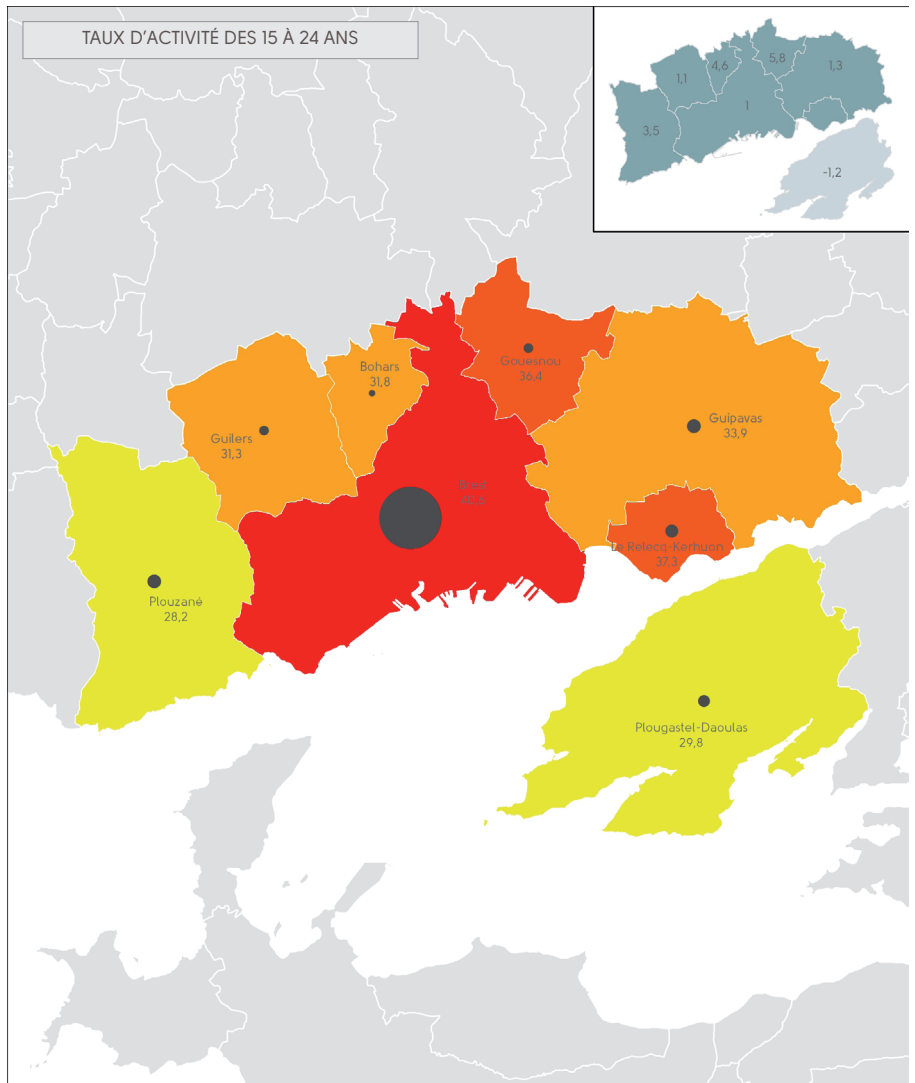 TAUX D'ACTIVITÉ DES 15 À 24 ANS
4,6
5,8
1,1
1,3
1
3,5
-1,2
Gouesnou
36,4
Bohars
31,8
Guipavas
33,9
Guilers
31,3
Brest
Le Relecq-Kerhuon
37,3
Plouzané
28,2
Plougastel-Daoulas
29,8